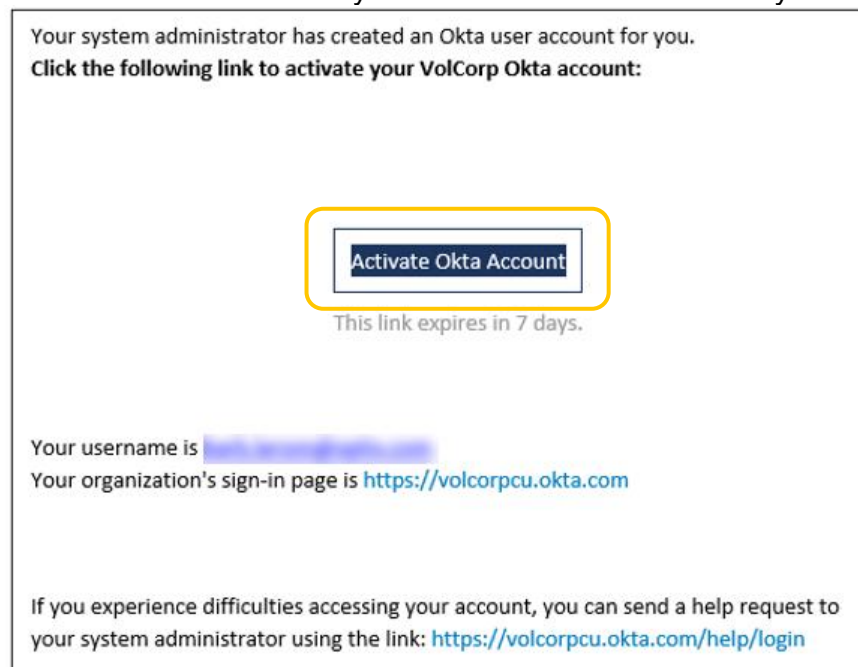 Your system administrator has created an Okta user account for you.
Click the following link to activate your VolCorp Okta account:
Activate Okta Account
This link expires in 7 days.
Your username is
Your organization's sign-in page is https://volcorpcu.okta.com
If you experience difficulties accessing your account, you can send a help request to
your system administrator using the link: https://volcorpcu.okta.com/help/login